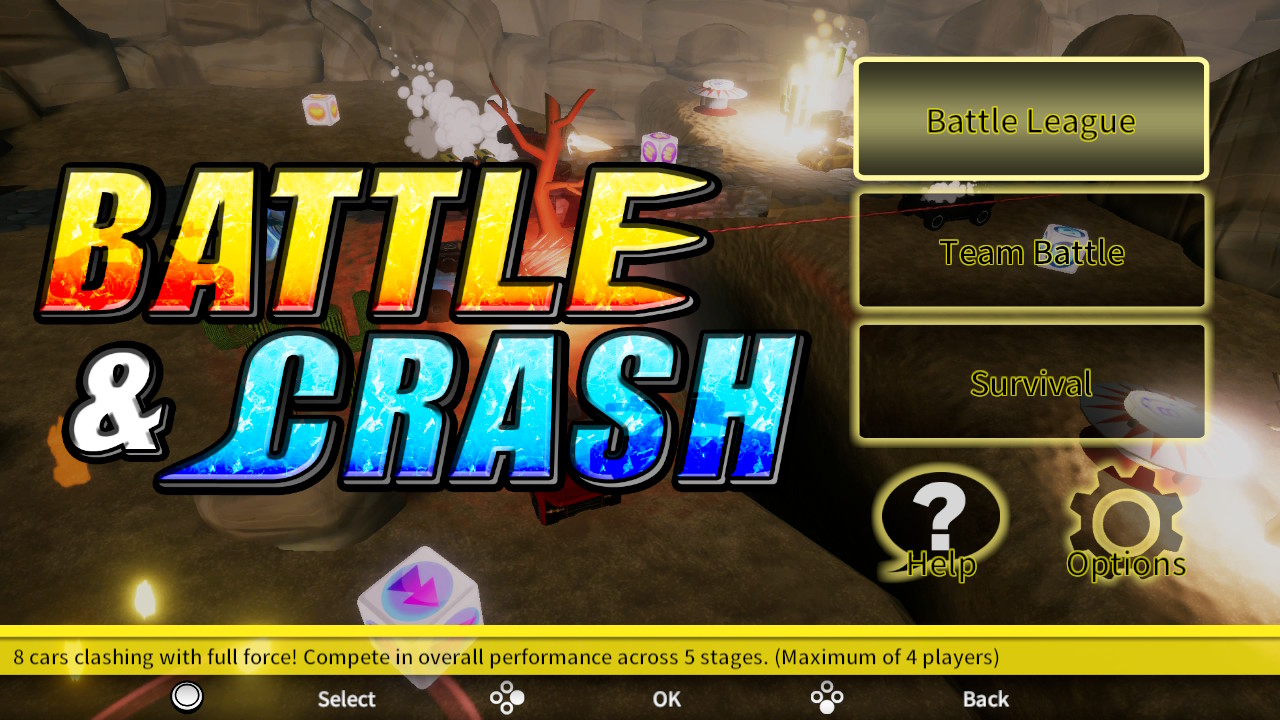 BATTLE
& CRASH
Battle League
Team Battle
Survival
?
Help
Options
8 cars clashing with full force! Compete in overall performance across 5 stages. (Maximum of 4 players)
Select
OK
Back